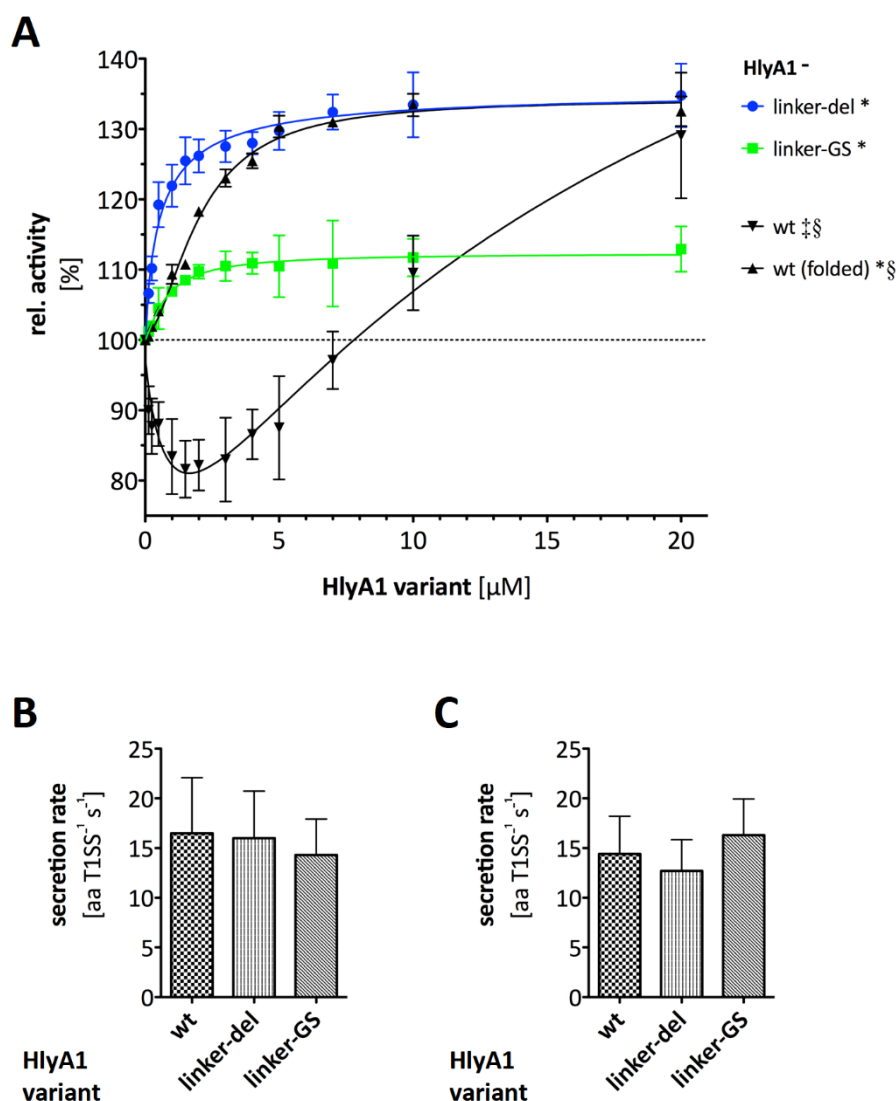 A
140
130
120
110
100
90
80
rel. activity
[%]
0
5
10
15
20
HlyA1 variant [µM]
HlyA1 -
linker-del *
linker-GS *
wt ‡§
wt (folded) *§
B
secretion rate
[aa T1SS⁻¹ s⁻¹]
25
20
15
10
5
0
wt
linker-del
linker-GS
HlyA1
variant
C
secretion rate
[aa T1SS⁻¹ s⁻¹]
25
20
15
10
5
0
wt
linker-del
linker-GS
HlyA1
variant